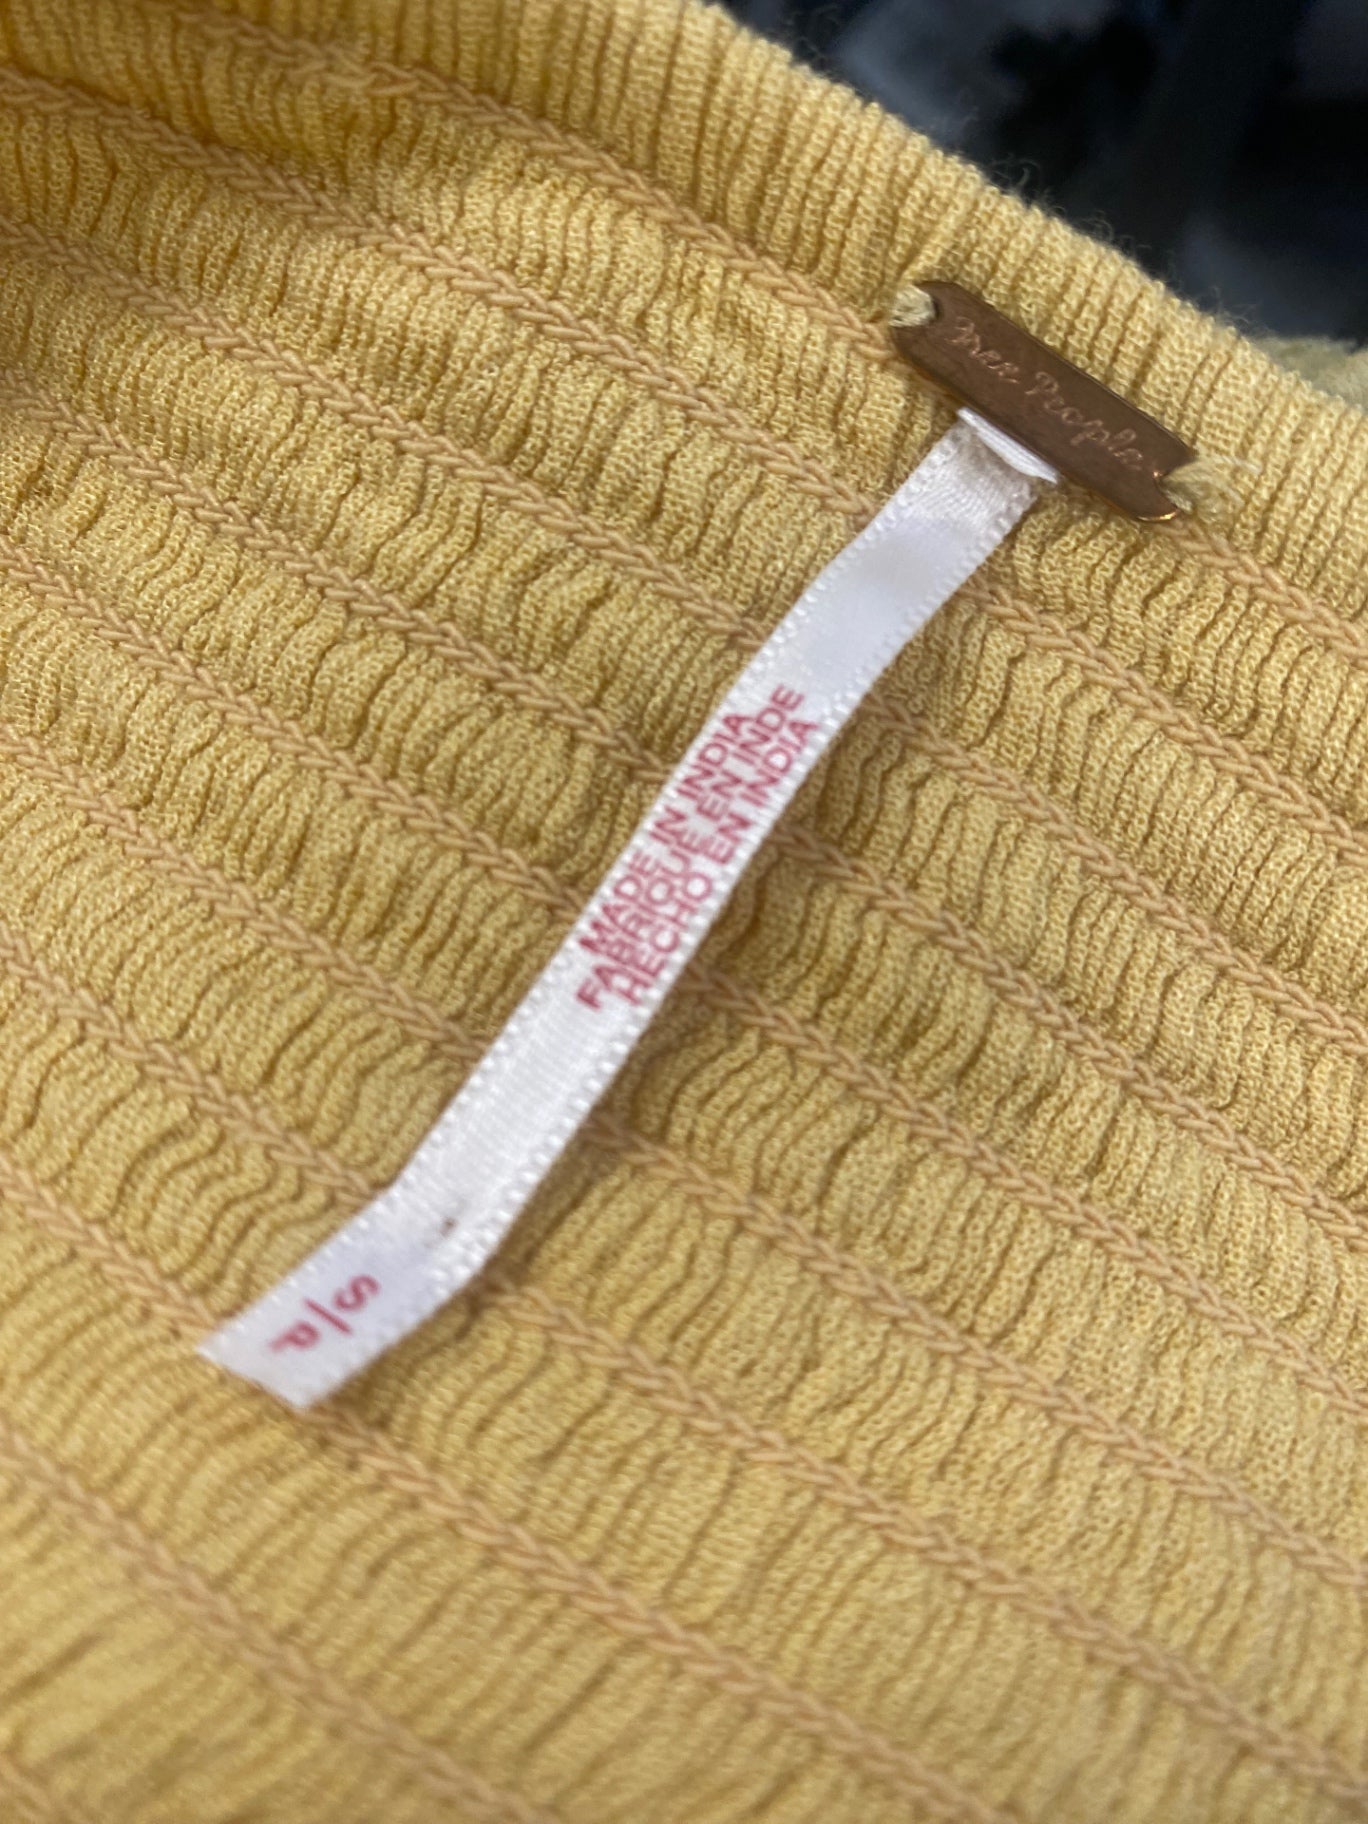 Free People
MADE IN INDIA
FABRIQUÉ EN INDE
HECHO EN INDIA
S/P